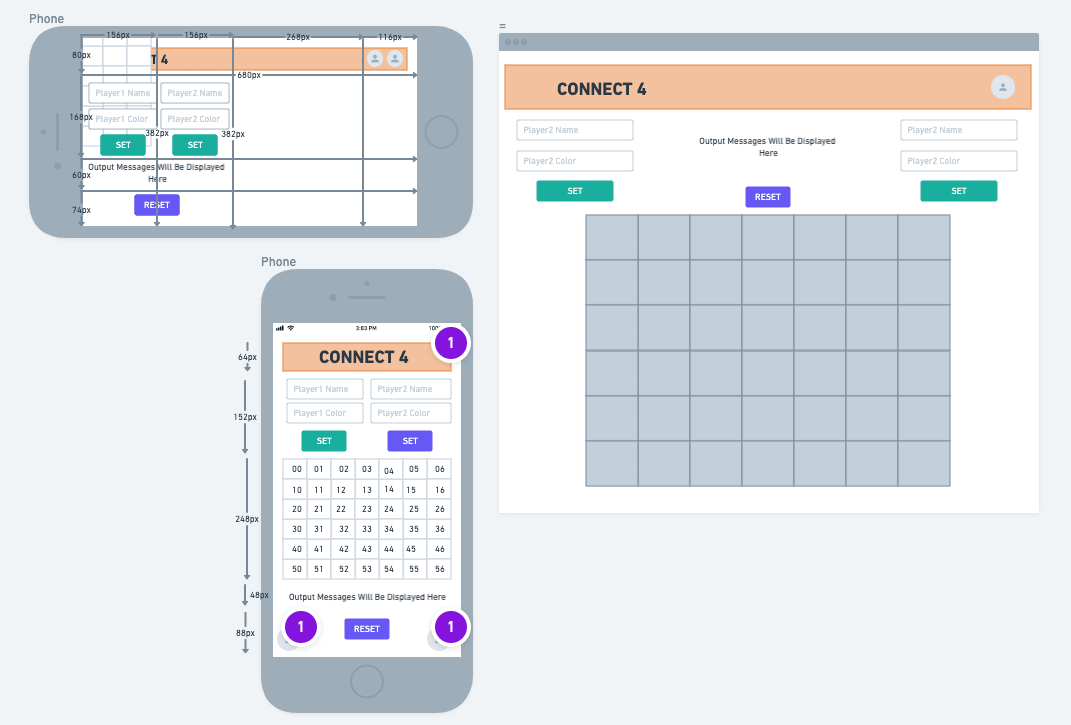 Phone
156px
156px
268px
116px
80px
T 4
680px
Player1 Name
Player2 Name
168px
Player1 Color
Player2 Color
382px
382px
SET
SET
60px
Output Messages Will Be Displayed
Here
74px
RESET
=
CONNECT 4
Player2 Name
Player2 Name
Output Messages Will Be Displayed
Here
Player2 Color
Player2 Color
SET
SET
RESET
Phone
3:03 PM
1
64px
CONNECT 4
Player1 Name
Player2 Name
152px
Player1 Color
Player2 Color
SET
SET
00 01 02 03 04 05 06
10 11 12 13 14 15 16
20 21 22 23 24 25 26
248px
30 31 32 33 34 35 36
40 41 42 43 44 45 46
50 51 52 53 54 55 56
48px
Output Messages Will Be Displayed Here
88px
1
RESET
1